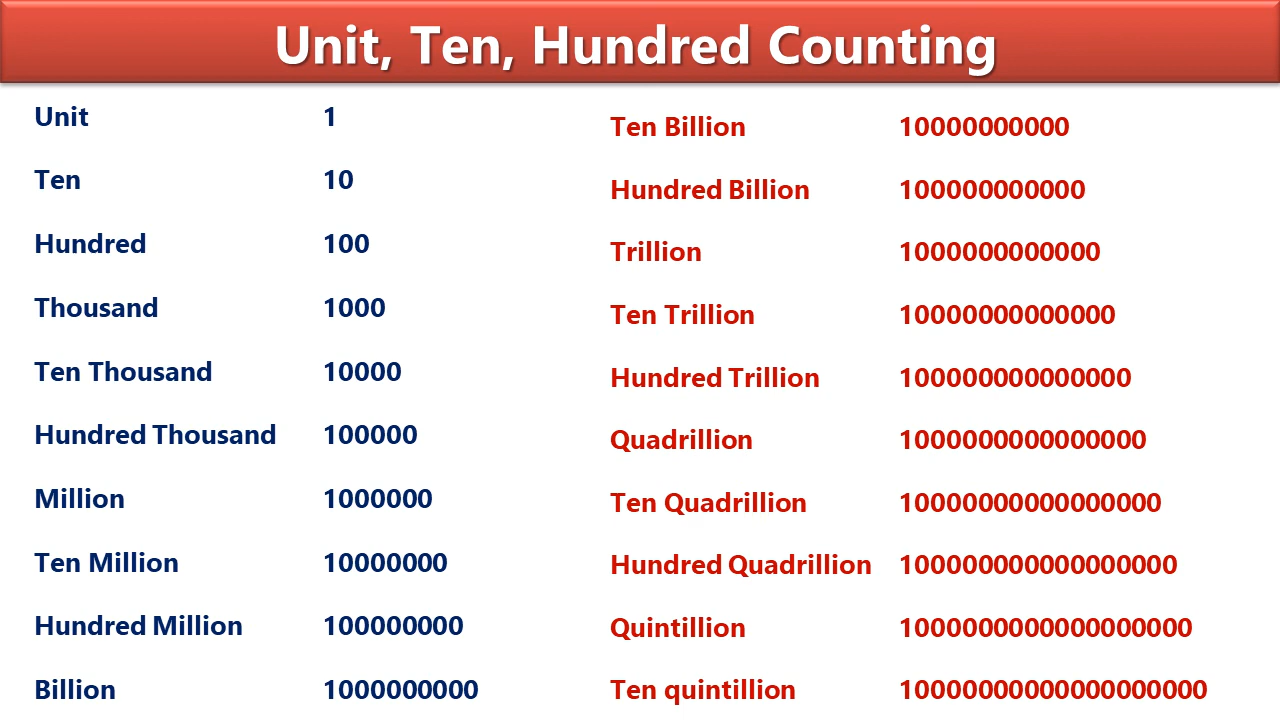 Unit, Ten, Hundred Counting
Unit 1
Ten 10
Hundred 100
Thousand 1000
Ten Thousand 10000
Hundred Thousand 100000
Million 1000000
Ten Million 10000000
Hundred Million 100000000
Billion 1000000000
Ten Billion 10000000000
Hundred Billion 100000000000
Trillion 1000000000000
Ten Trillion 10000000000000
Hundred Trillion 100000000000000
Quadrillion 1000000000000000
Ten Quadrillion 10000000000000000
Hundred Quadrillion 100000000000000000
Quintillion 1000000000000000000
Ten quintillion 10000000000000000000